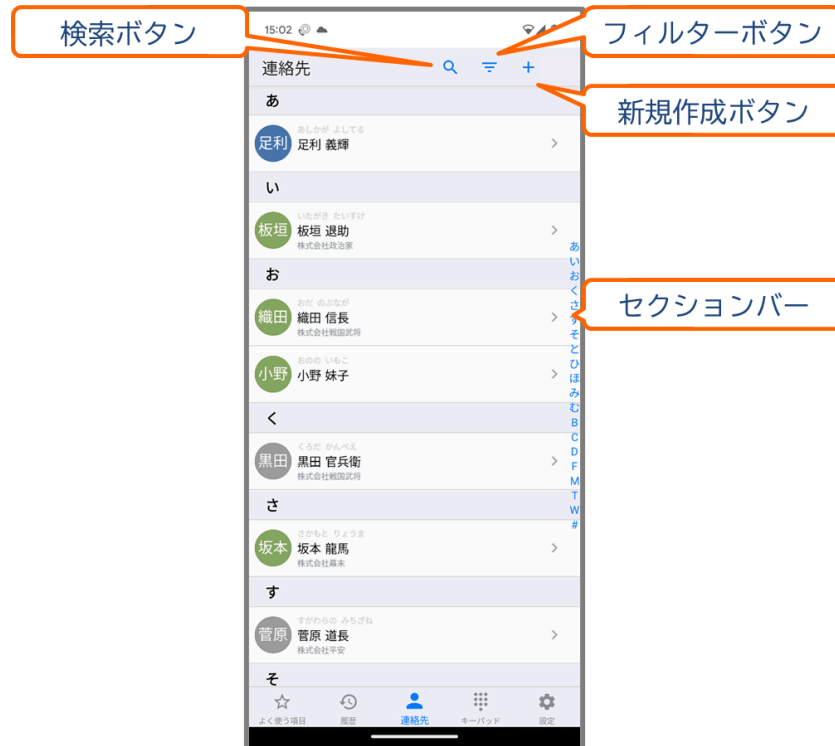 検索ボタン
フィルターボタン
新規作成ボタン
セクションバー
15:02
連絡先
あ
あしかが よしてる
足利
足利 義輝
い
いたがき たいすけ
板垣
板垣 退助
株式会社政治家
お
おだ のぶなが
織田
織田 信長
株式会社戦国武将
おのの いもこ
小野
小野 妹子
く
くろだ かんべえ
黒田
黒田 官兵衛
株式会社戦国武将
さ
さかもと りょうま
坂本
坂本 龍馬
株式会社幕末
す
すがわらの みちざね
菅原
菅原 道長
株式会社平安
そ
あ
い
お
く
さ
す
そ
と
ひ
ほ
み
む
B
C
D
F
M
T
W
#
よく使う項目
履歴
連絡先
キーパッド
設定